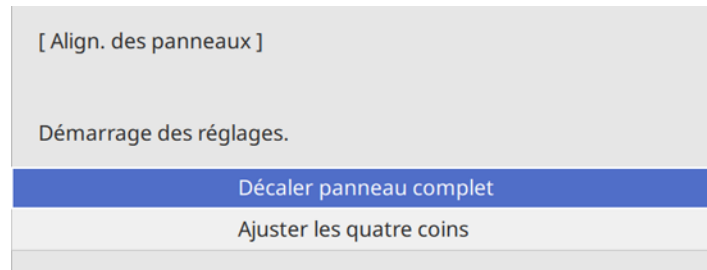 [ Align. des panneaux ]
Démarrage des réglages.
Décaler panneau complet
Ajuster les quatre coins